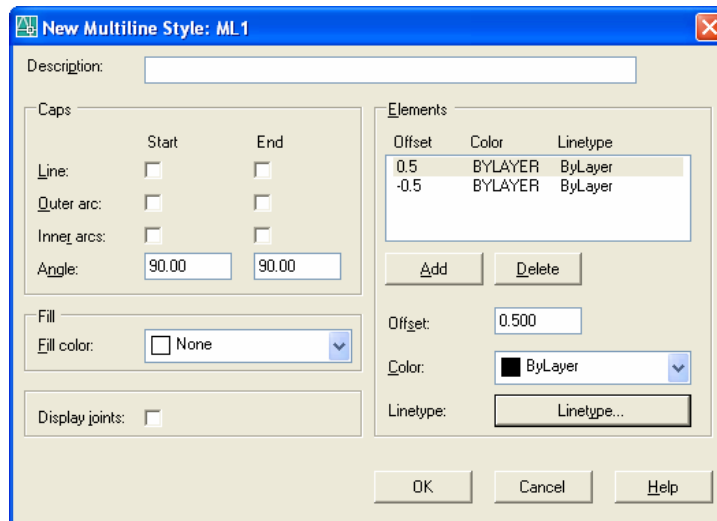 New Multiline Style: ML1
Description:
Caps
Start End
Line:
Outer arc:
Inner arcs:
Angle: 90.00 90.00
Fill
Fill color: None
Display joints:
Elements
Offset Color Linetype
0.5 BYLAYER ByLayer
-0.5 BYLAYER ByLayer
Add Delete
Offset: 0.500
Color: ByLayer
Linetype: Linetype...
OK Cancel Help